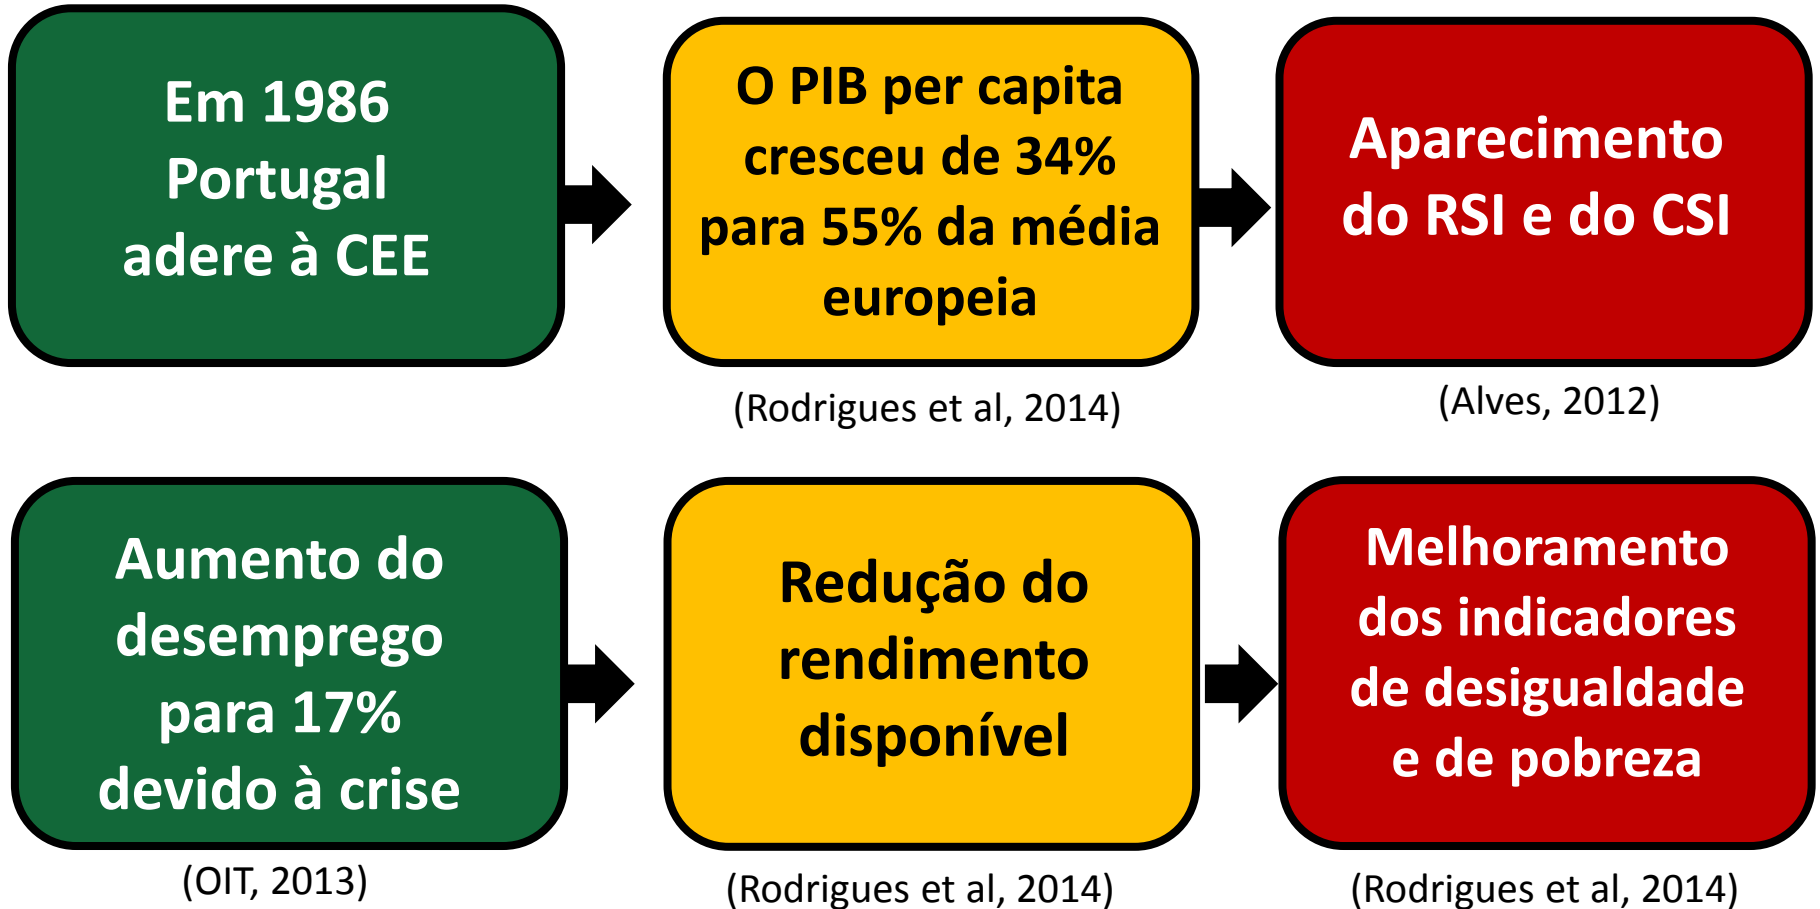 Em 1986
Portugal
adere à CEE
O PIB per capita
cresceu de 34%
para 55% da média
europeia
(Rodrigues et al, 2014)
Aparecimento
do RSI e do CSI
(Alves, 2012)
Aumento do
desemprego
para 17%
devido à crise
(OIT, 2013)
Redução do
rendimento
disponível
(Rodrigues et al, 2014)
Melhoramento
dos indicadores
de desigualdade
e de pobreza
(Rodrigues et al, 2014)